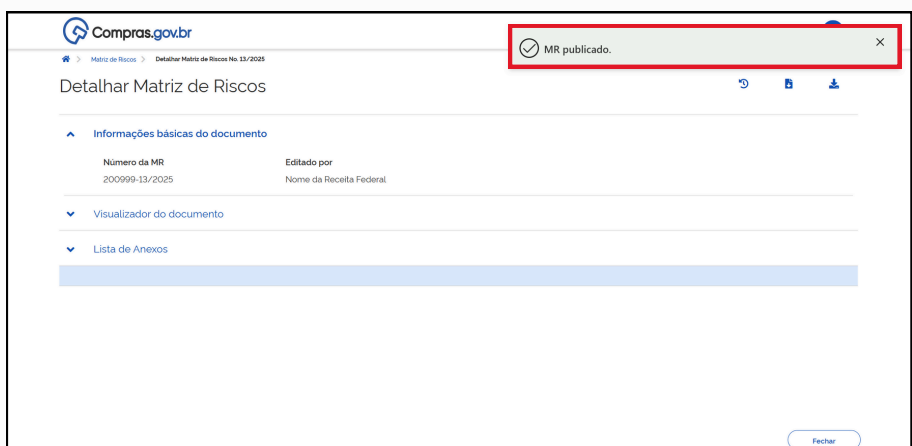 Compras.gov.br
MR publicado.
Matriz de Riscos
Detalhar Matriz de Riscos No. 13/2025
Detalhar Matriz de Riscos
Informações básicas do documento
Número da MR
Editado por
200999-13/2025
Nome da Receita Federal
Visualizador do documento
Lista de Anexos
Fechar